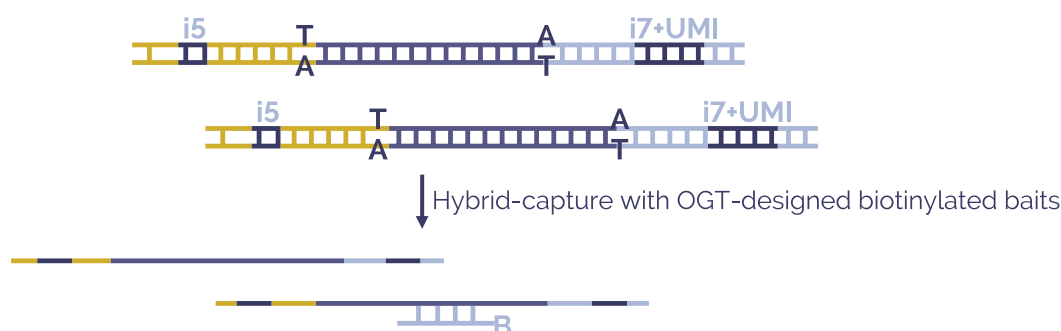 i5 T A i7+UMI
A T
i5 T A i7+UMI
A T
Hybrid-capture with OGT-designed biotinylated baits
B